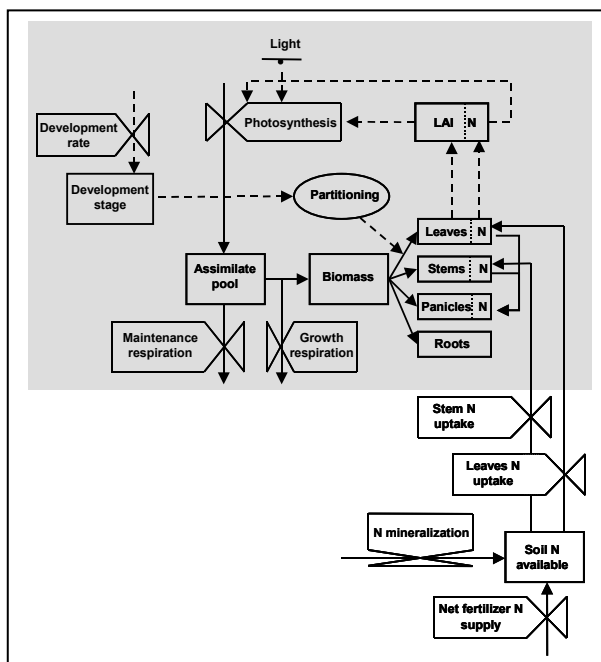 Light
Development
rate
Photosynthesis
LAI N
Development
stage
Partitioning
Leaves N
Assimilate
pool
Biomass
Stems N
Panicles N
Roots
Maintenance
respiration
Growth
respiration
Stem N
uptake
Leaves N
uptake
N mineralization
Soil N
available
Net fertilizer N
supply